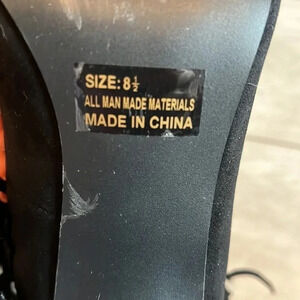 SIZE: 8½
ALL MAN MADE MATERIALS
MADE IN CHINA